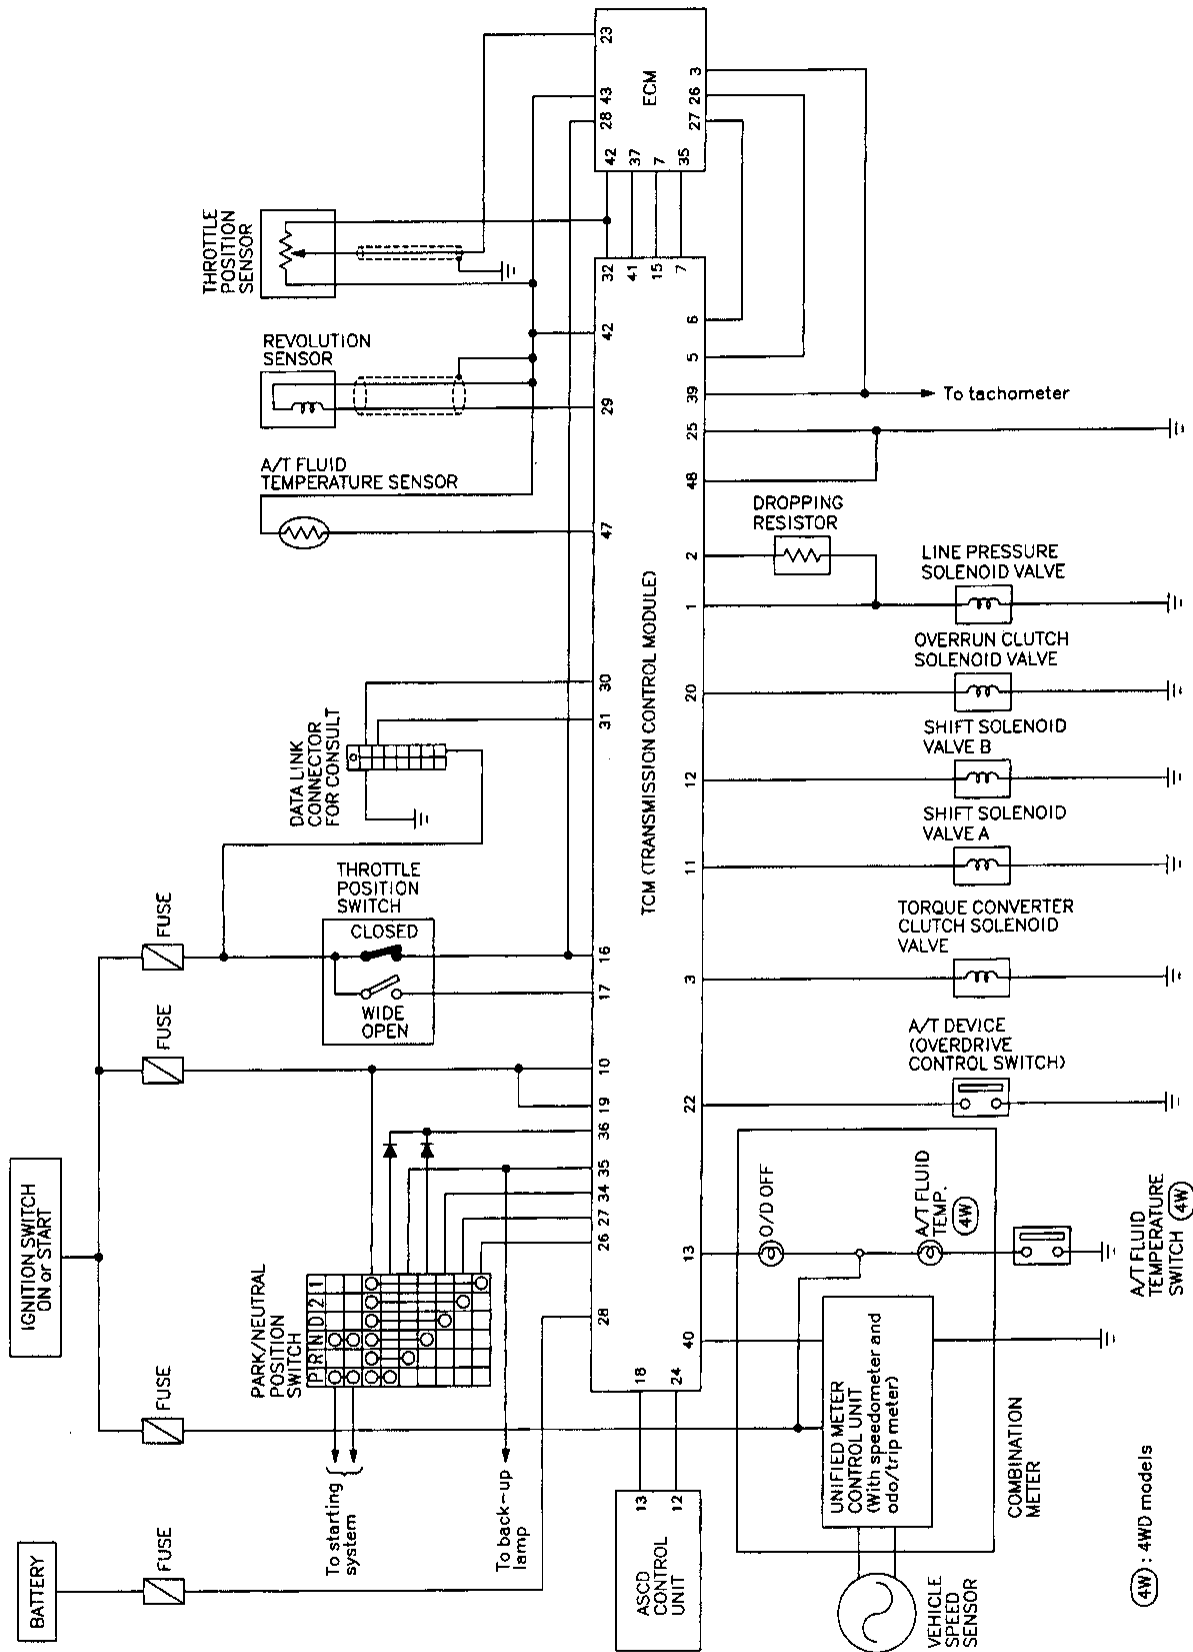 BATTERY
FUSE
IGNITION SWITCH
ON or START
FUSE
FUSE
FUSE
To starting
system
PARK/NEUTRAL
POSITION
SWITCH
P
R
N
D
2
1
To back-up
lamp
THROTTLE
POSITION
SWITCH
CLOSED
WIDE
OPEN
DATA LINK
CONNECTOR
FOR CONSULT
A/T FLUID
TEMPERATURE SENSOR
REVOLUTION
SENSOR
THROTTLE
POSITION
SENSOR
28
26
27
34
35
36
19
10
17
16
31
30
47
29
42
28
43
23
TCM (TRANSMISSION CONTROL MODULE)
18
24
32
41
15
7
42
37
7
35
ECM
40
13
22
3
11
12
20
1
2
48
25
39
5
6
27
26
3
ASCD
CONTROL
UNIT
13
12
O/D OFF
A/T FLUID
TEMP.
4W
UNIFIED METER
CONTROL UNIT
(With speedometer and
odo/trip meter)
COMBINATION
METER
VEHICLE
SPEED
SENSOR
A/T FLUID
TEMPERATURE
SWITCH 4W
A/T DEVICE
(OVERDRIVE
CONTROL SWITCH)
TORQUE CONVERTER
CLUTCH SOLENOID
VALVE
SHIFT SOLENOID
VALVE A
SHIFT SOLENOID
VALVE B
OVERRUN CLUTCH
SOLENOID VALVE
LINE PRESSURE
SOLENOID VALVE
DROPPING
RESISTOR
To tachometer
4W : 4WD models